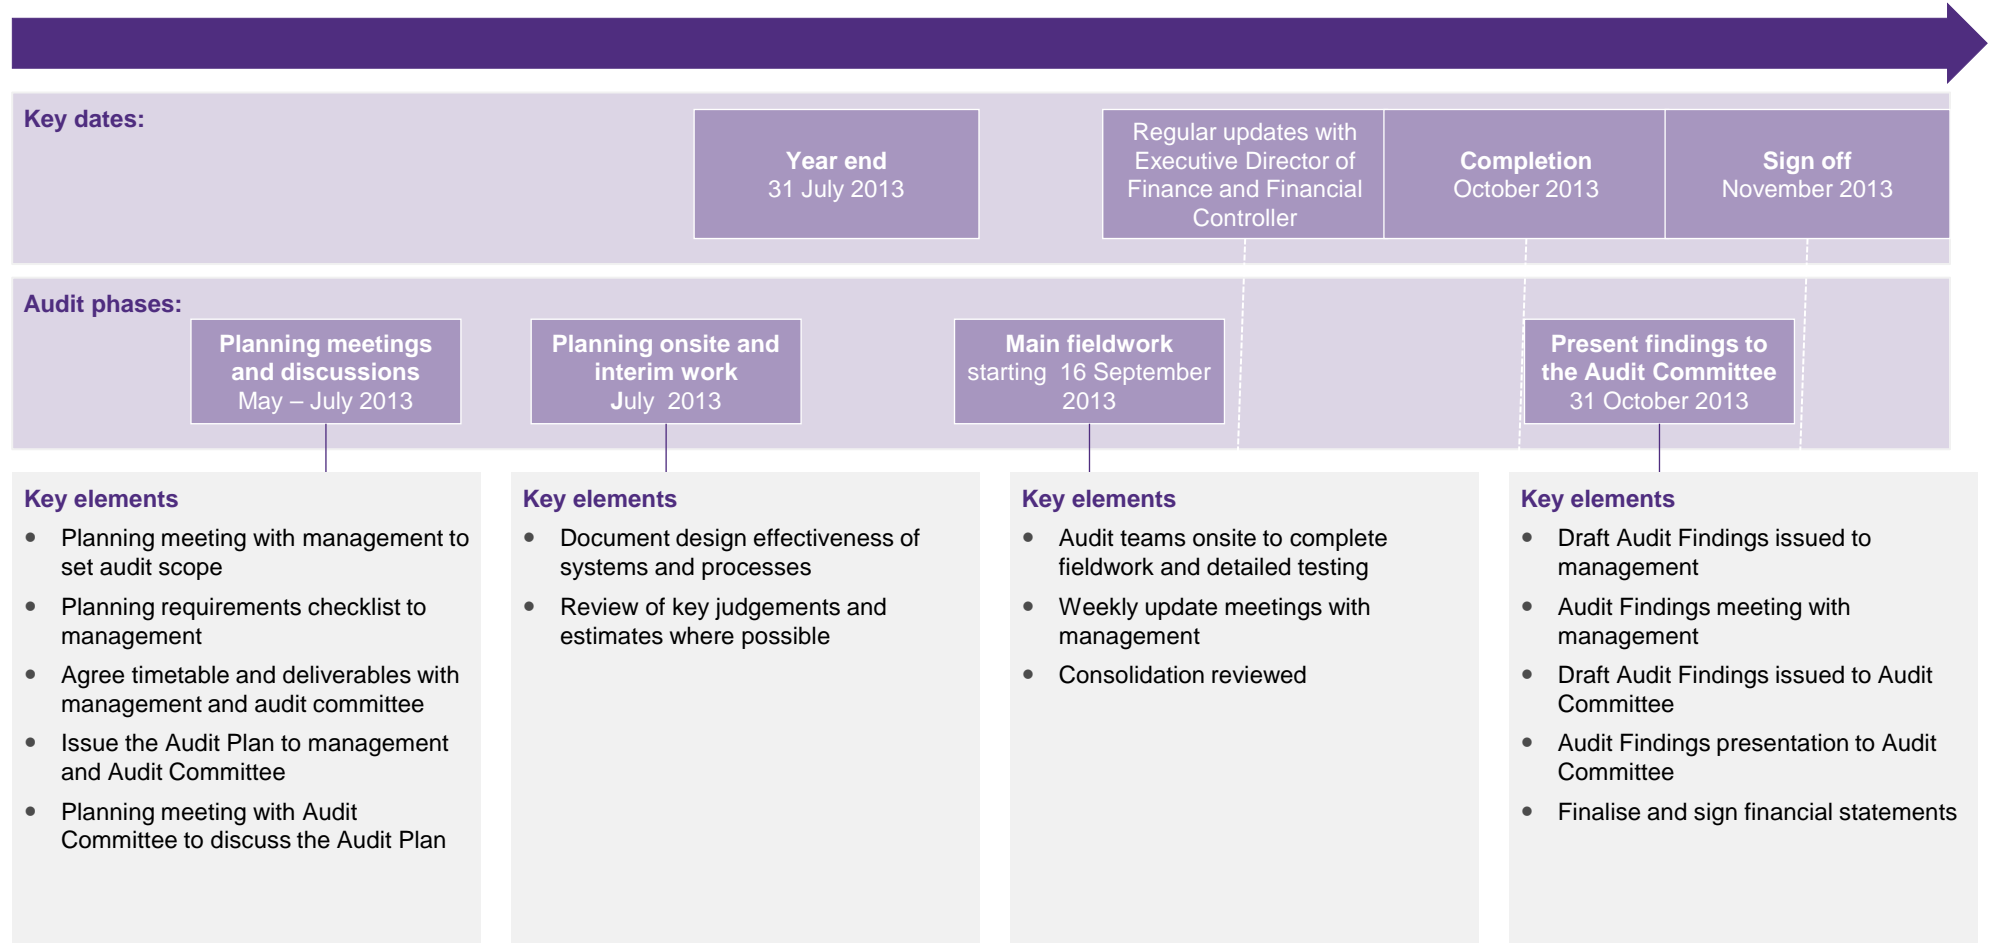 Key dates:
Year end
31 July 2013
Regular updates with
Executive Director of
Finance and Financial
Controller
Completion
October 2013
Sign off
November 2013
Audit phases:
Planning meetings
and discussions
May – July 2013
Planning onsite and
interim work
July 2013
Main fieldwork
starting 16 September
2013
Present findings to
the Audit Committee
31 October 2013
Key elements
• Planning meeting with management to
set audit scope
• Planning requirements checklist to
management
• Agree timetable and deliverables with
management and audit committee
• Issue the Audit Plan to management
and Audit Committee
• Planning meeting with Audit
Committee to discuss the Audit Plan
Key elements
• Document design effectiveness of
systems and processes
• Review of key judgements and
estimates where possible
Key elements
• Audit teams onsite to complete
fieldwork and detailed testing
• Weekly update meetings with
management
• Consolidation reviewed
Key elements
• Draft Audit Findings issued to
management
• Audit Findings meeting with
management
• Draft Audit Findings issued to Audit
Committee
• Audit Findings presentation to Audit
Committee
• Finalise and sign financial statements